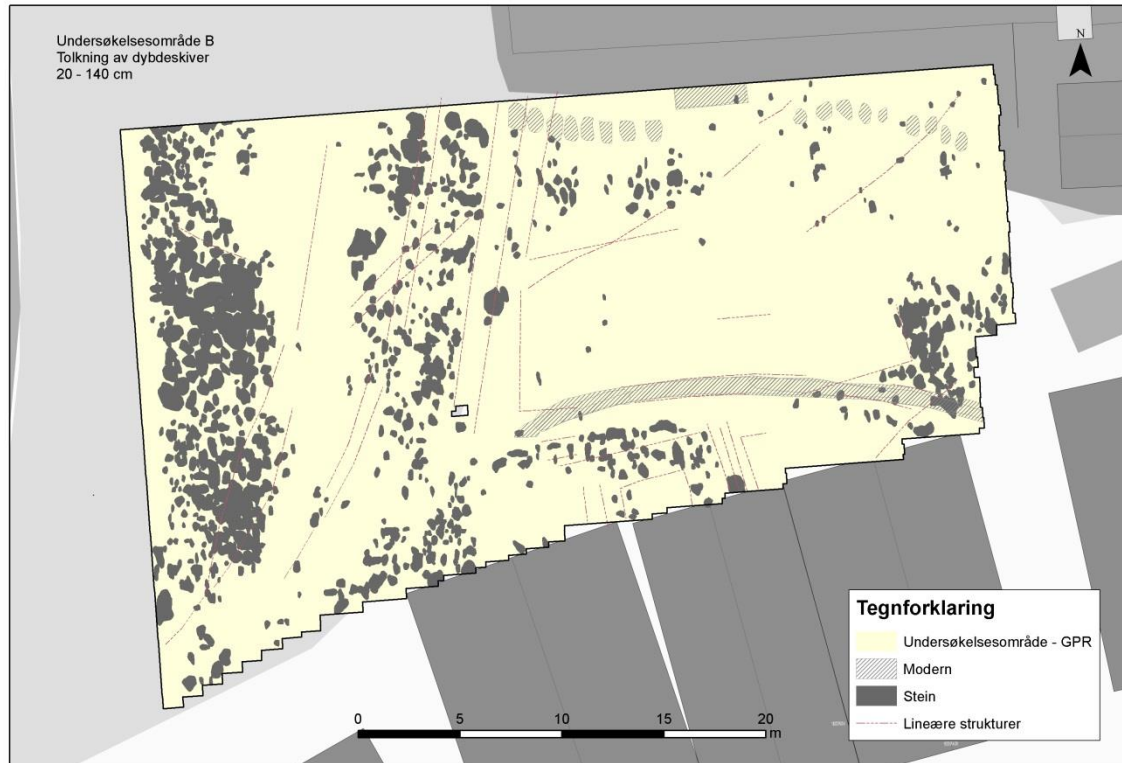 Undersøkelsesområde B
Tolkning av dybdeskiver
20 - 140 cm
N
Tegnforklaring
Undersøkelsesområde - GPR
Modern
Stein
Lineære strukturer
0 5 10 15 20
m